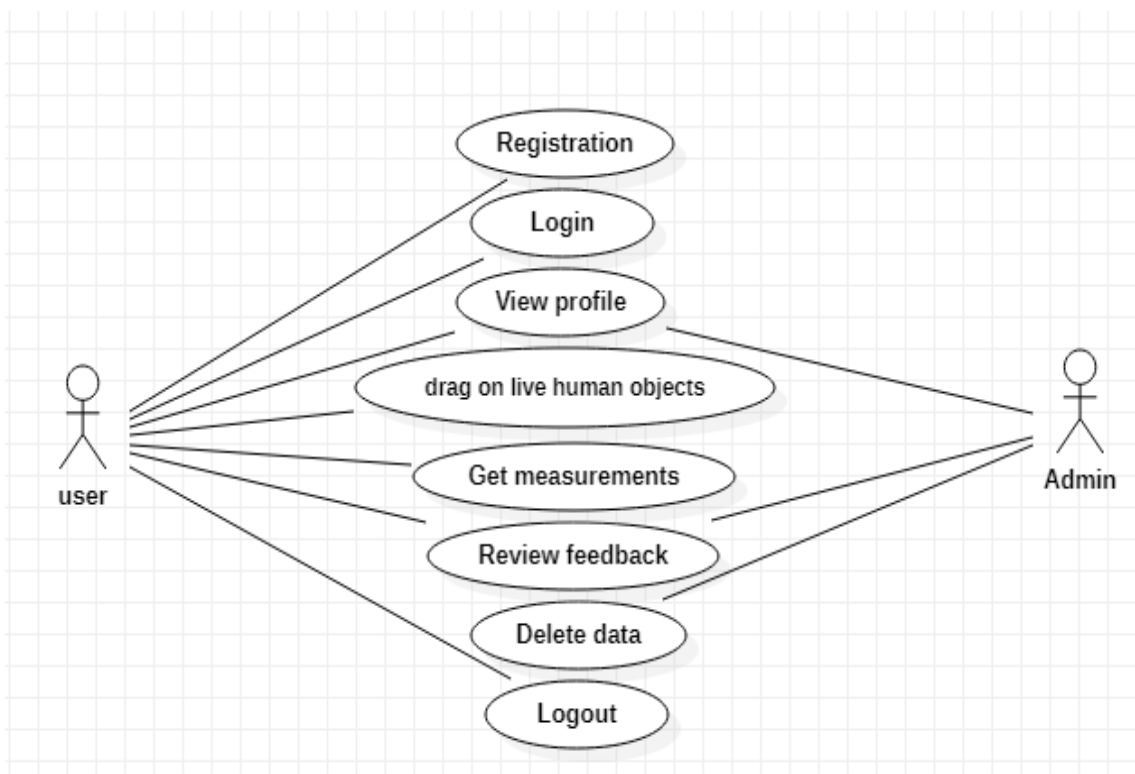 Registration
Login
View profile
drag on live human objects
user
Admin
Get measurements
Review feedback
Delete data
Logout